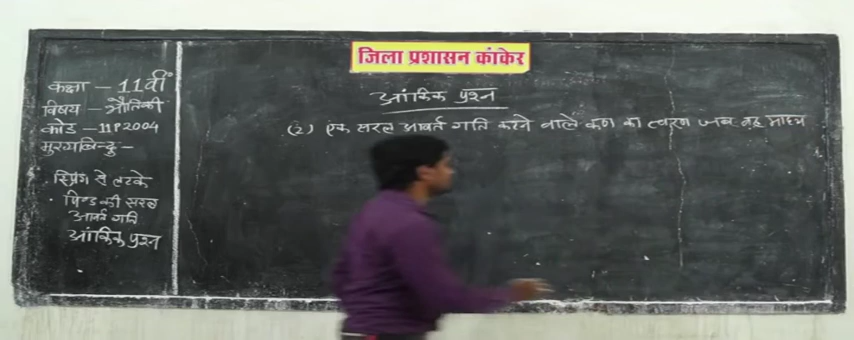 जिला प्रशासन कांकेर
कक्षा - 11वीं
विषय - भौतिकी
कोड - 11P2004
मुख्यबिन्दु -
• स्प्रिंग से लटके
• पिण्ड की सरल
आवर्त गति
आंकिक प्रश्न
आंकिक प्रश्न
(2) एक सरल आवर्त गति करने वाले कण का त्वरण जब वह माध्य